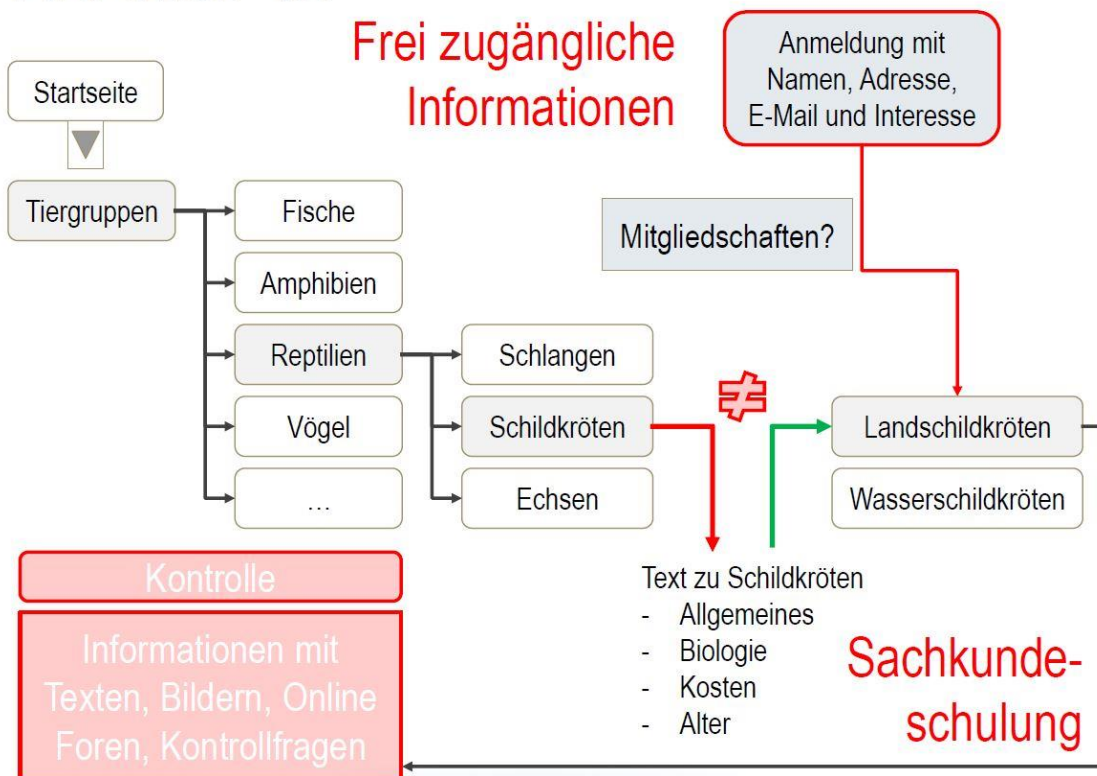 Frei zugängliche
Informationen
Anmeldung mit
Namen, Adresse,
E-Mail und Interesse
Startseite
Tiergruppen
Fische
Mitgliedschaften?
Amphibien
Reptilien
Schlangen
≠
Vögel
Schildkröten
Landschildkröten
...
Echsen
Wasserschildkröten
Kontrolle
Informationen mit
Texten, Bildern, Online
Foren, Kontrollfragen
Text zu Schildkröten
- Allgemeines
- Biologie
- Kosten
- Alter
Sachkunde-
schulung